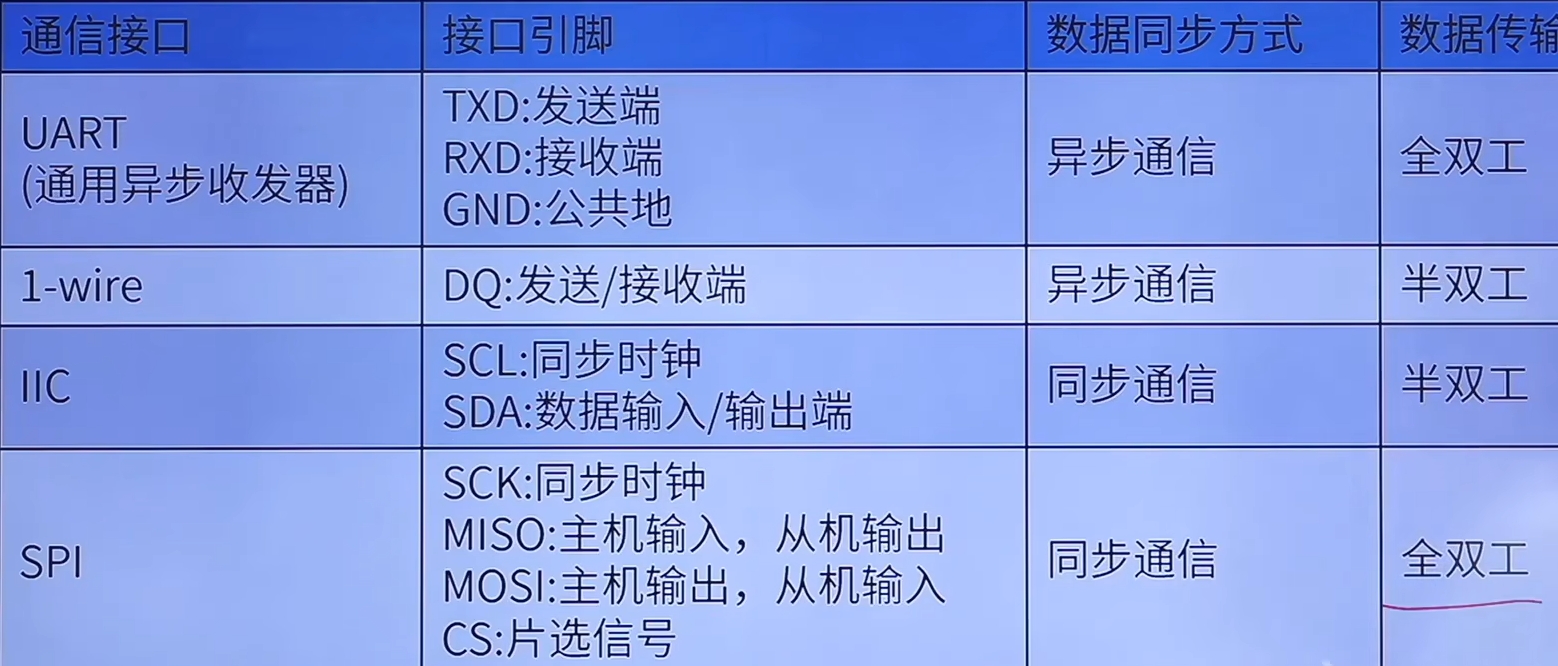 通信接口
接口引脚
数据同步方式
数据传输
UART
(通用异步收发器)
TXD:发送端
RXD:接收端
GND:公共地
异步通信
全双工
1-wire
DQ:发送/接收端
异步通信
半双工
IIC
SCL:同步时钟
SDA:数据输入/输出端
同步通信
半双工
SPI
SCK:同步时钟
MISO:主机输入，从机输出
MOSI:主机输出，从机输入
CS:片选信号
同步通信
全双工